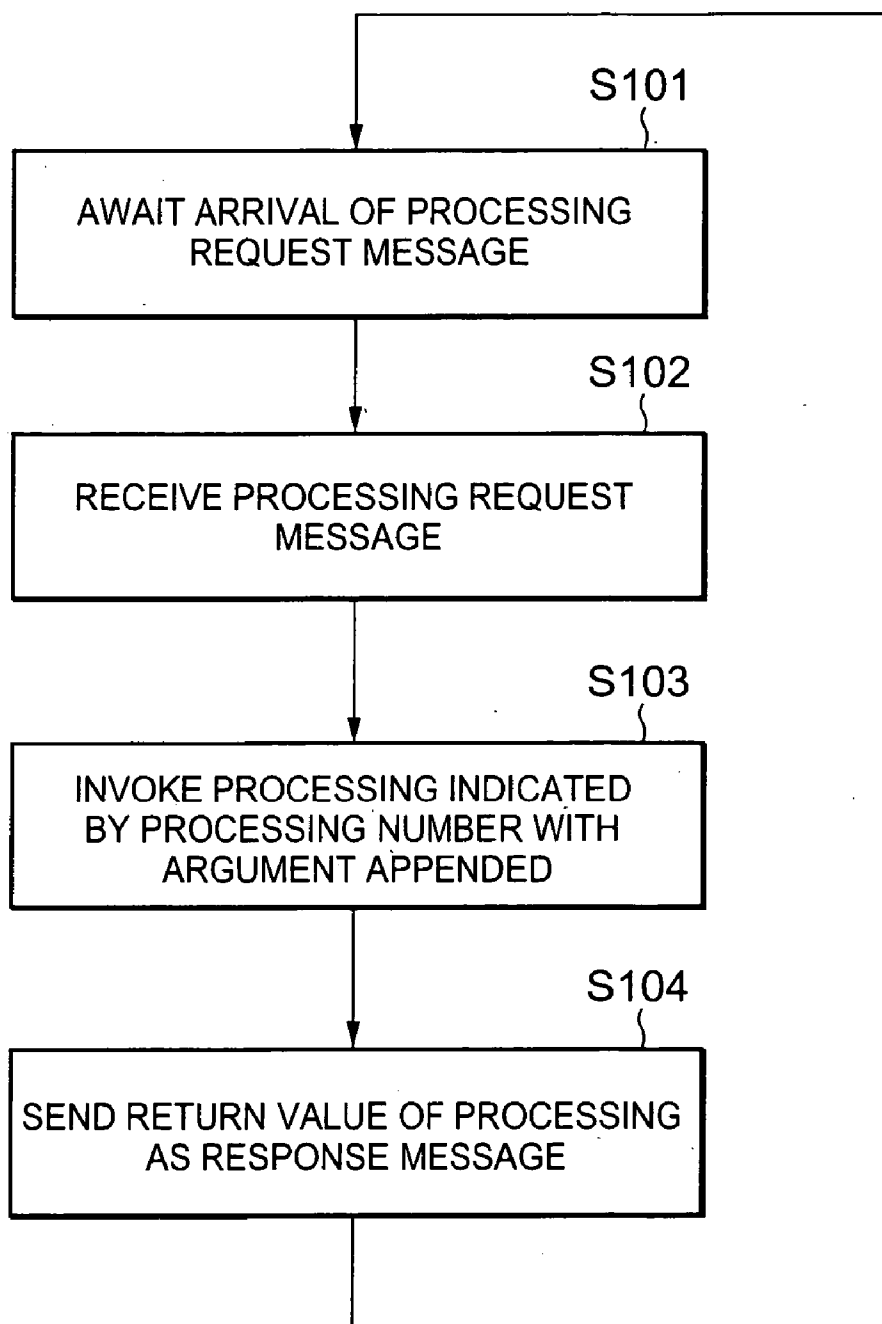 S101
AWAIT ARRIVAL OF PROCESSING
REQUEST MESSAGE
S102
RECEIVE PROCESSING REQUEST
MESSAGE
S103
INVOKE PROCESSING INDICATED
BY PROCESSING NUMBER WITH
ARGUMENT APPENDED
S104
SEND RETURN VALUE OF PROCESSING
AS RESPONSE MESSAGE